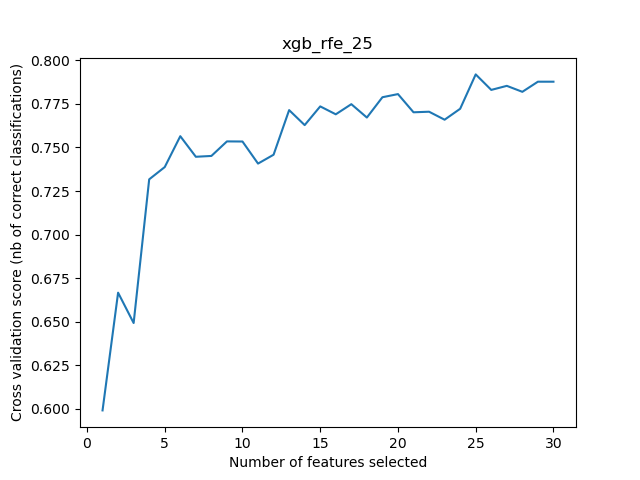 xgb_rfe_25
Cross validation score (nb of correct classifications)
0.800
0.775
0.750
0.725
0.700
0.675
0.650
0.625
0.600
0 5 10 15 20 25 30
Number of features selected